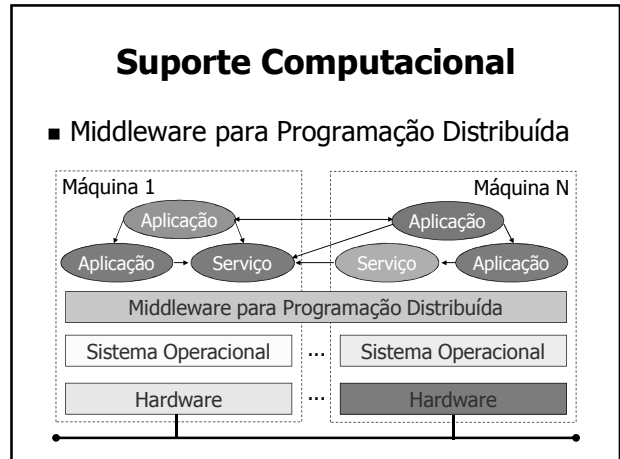 Suporte Computacional
■ Middleware para Programação Distribuída
Máquina 1 Máquina N
Aplicação Aplicação
Aplicação Serviço Serviço Aplicação
Middleware para Programação Distribuída
Sistema Operacional ... Sistema Operacional
Hardware ... Hardware